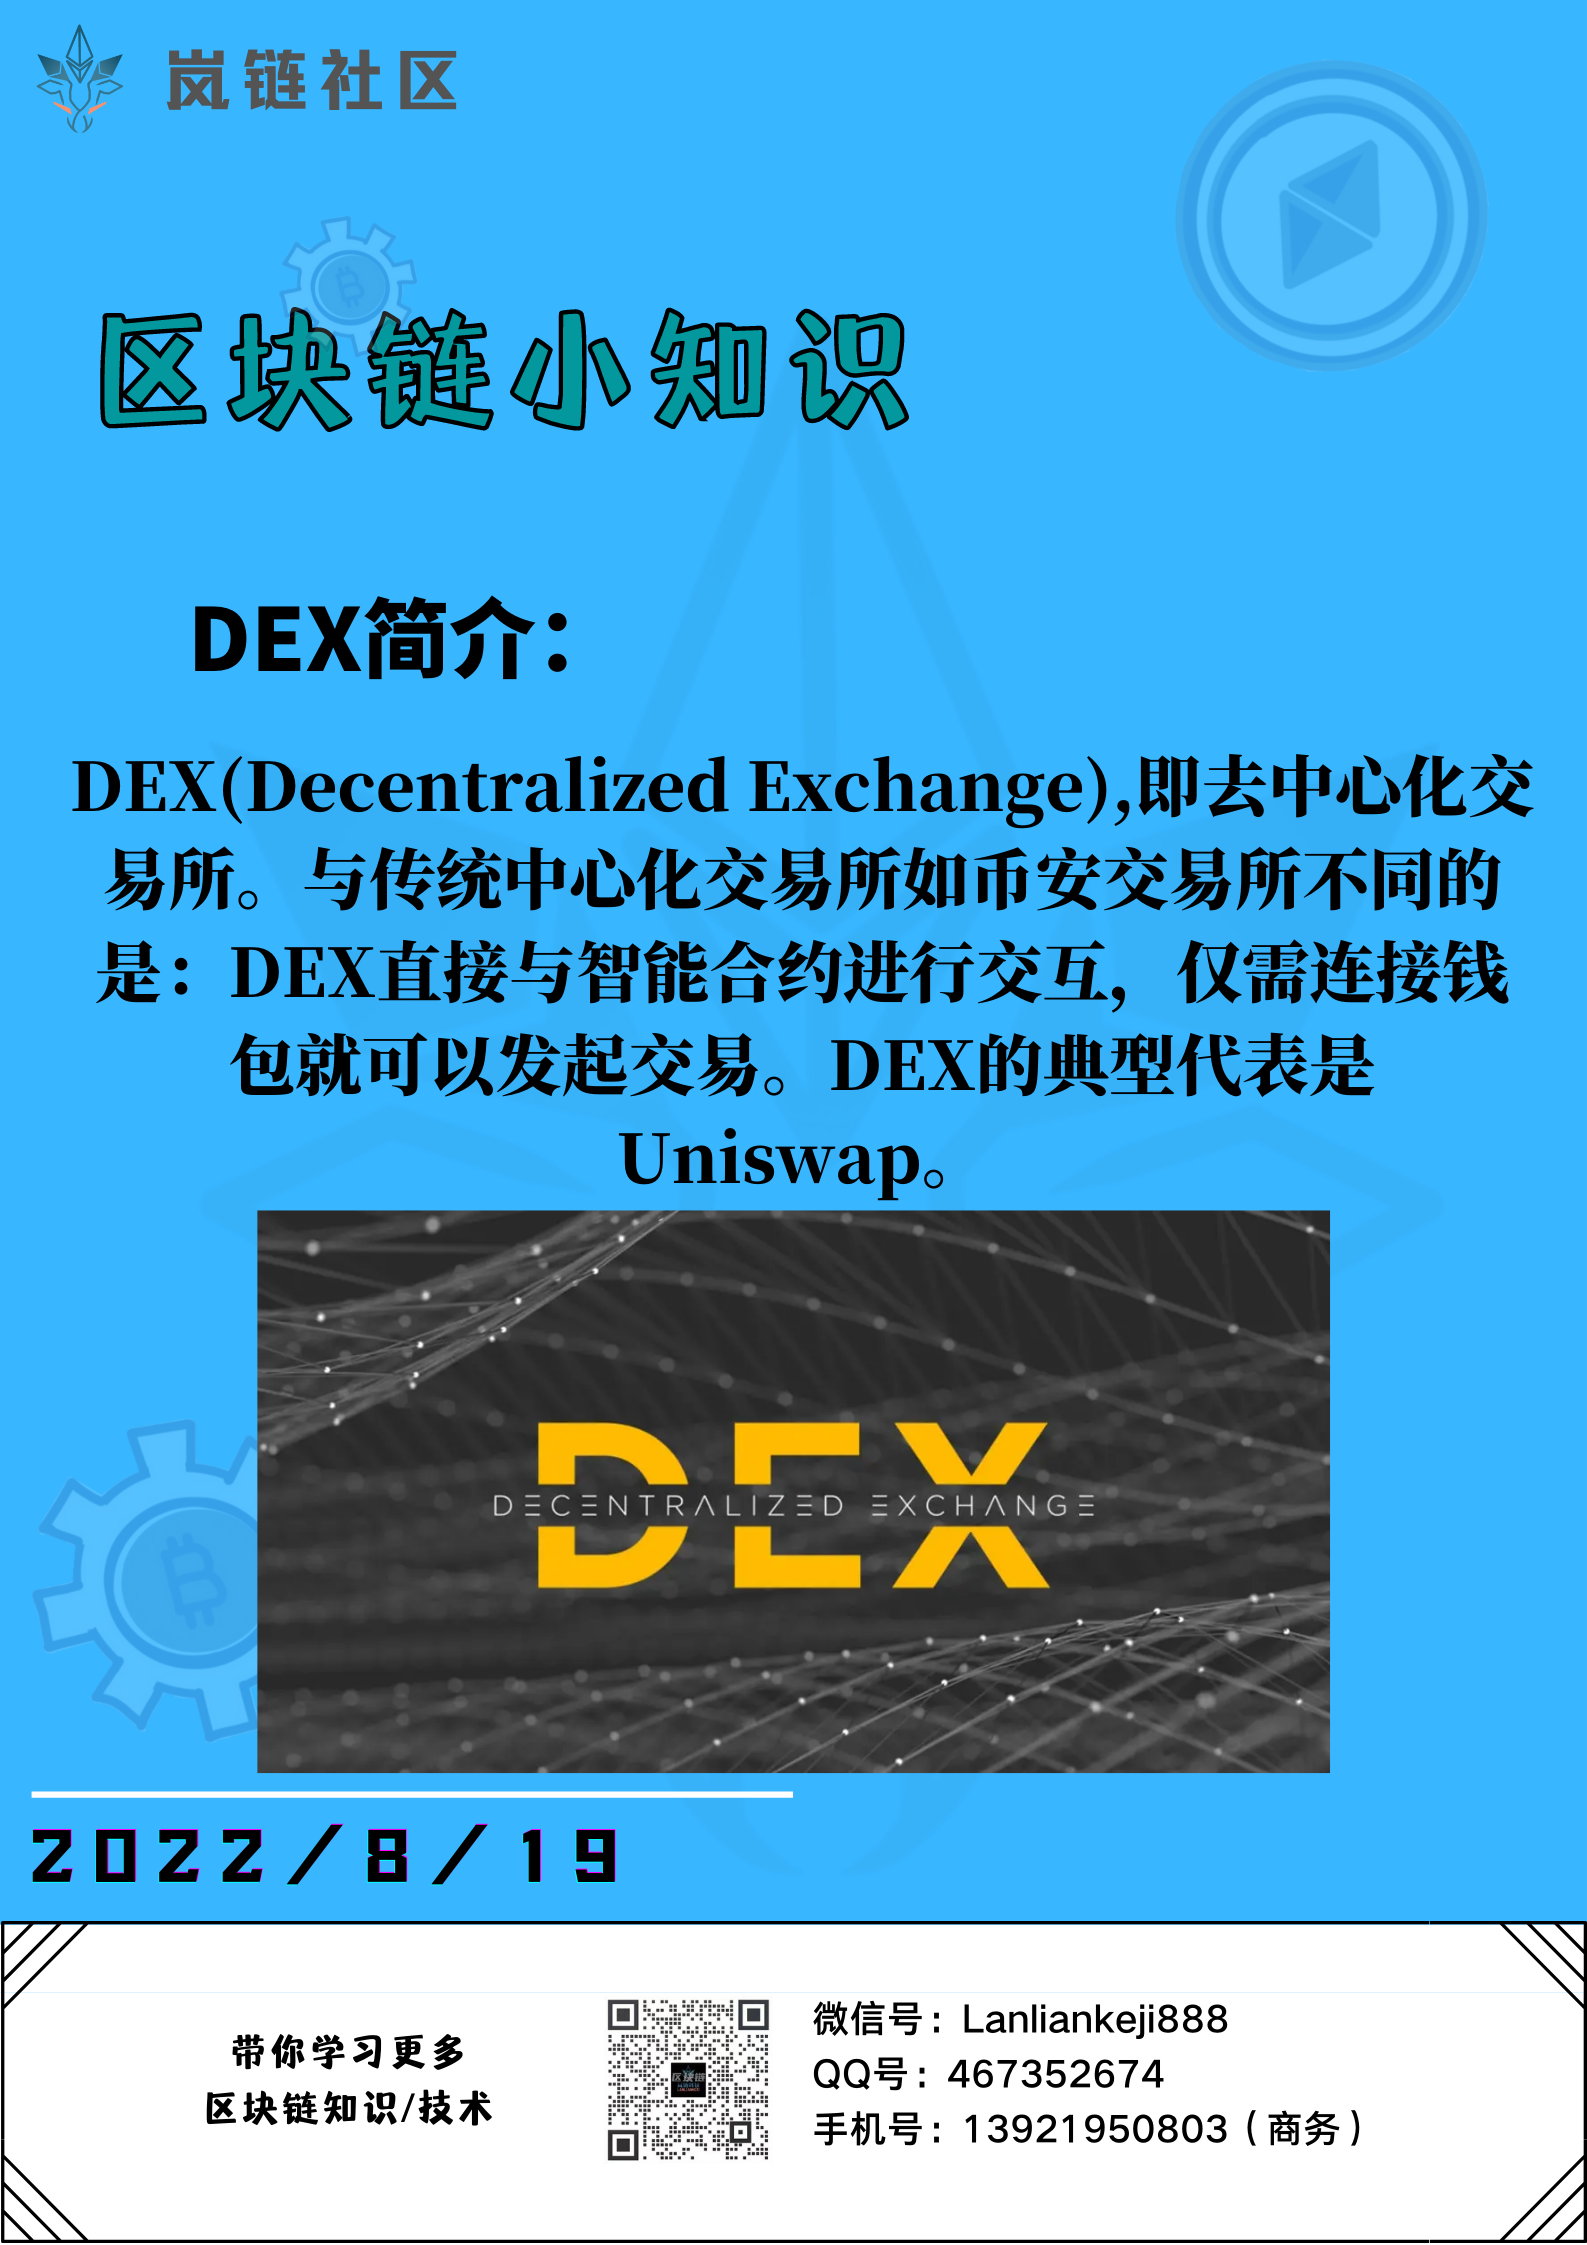 岚链社区
区块链小知识
DEX简介：
DEX(Decentralized Exchange),即去中心化交
易所。与传统中心化交易所如币安交易所不同的
是：DEX直接与智能合约进行交互，仅需连接钱
包就可以发起交易。DEX的典型代表是
Uniswap。
DEX
DECENTRALIZED EXCHANGE
2022/8/19
带你学习更多
区块链知识/技术
微信号：Lanliankeji888
QQ号：467352674
手机号：13921950803（商务）
区块链